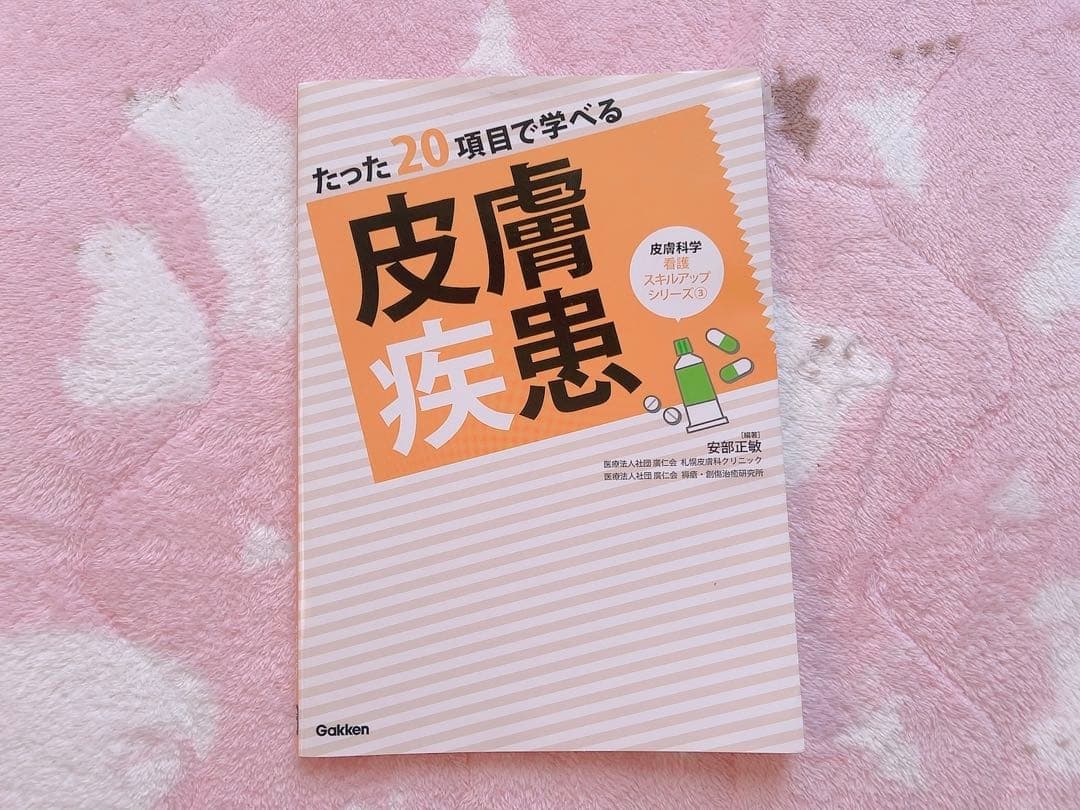 たった20項目で学べる
皮膚
疾患
皮膚科学
看護
スキルアップ
シリーズ③
[編著]
安部正敏
医療法人社団 廣仁会 札幌皮膚科クリニック
医療法人社団 廣仁会 褥瘡・創傷治癒研究所
Gakken